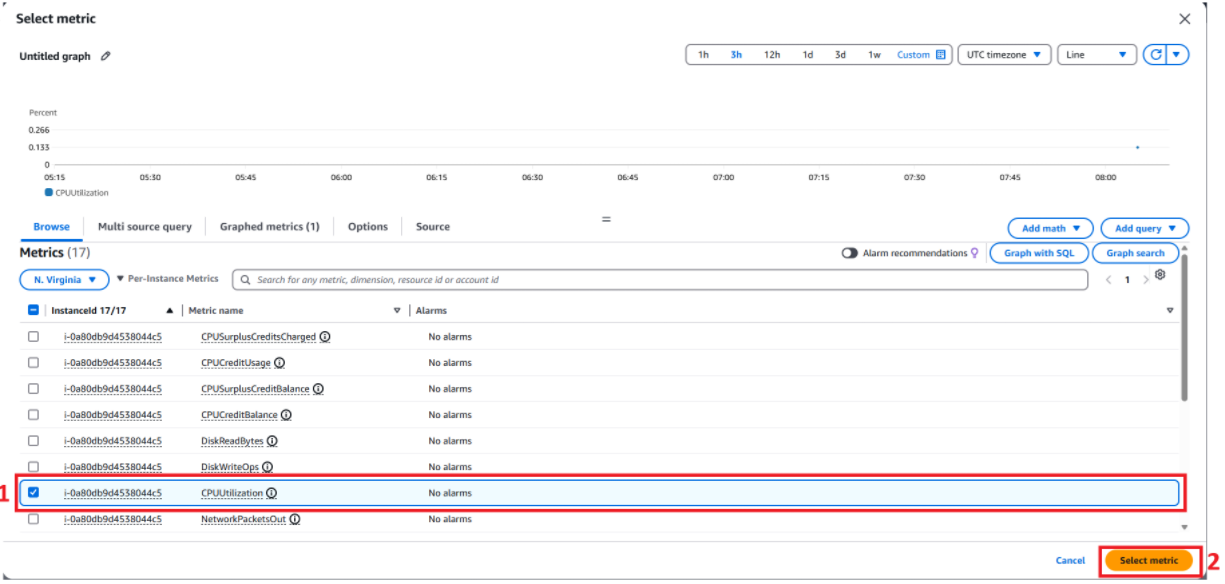 Select metric
Untitled graph
1h 3h 12h 1d 3d 1w Custom UTC timezone Line
Percent
0.266
0.133
0
05:15 05:30 05:45 06:00 06:15 06:30 06:45 07:00 07:15 07:30 07:45 08:00
CPUUtilization
Browse Multi source query Graphed metrics (1) Options Source Add math Add query
Metrics (17) Alarm recommendations Graph with SQL Graph search
N. Virginia Per-Instance Metrics Search for any metric, dimension, resource id or account id 1
InstanceId 17/17 Metric name Alarms
i-0a80db9d4538044c5 CPUSurplusCreditsCharged No alarms
i-0a80db9d4538044c5 CPUCreditUsage No alarms
i-0a80db9d4538044c5 CPUSurplusCreditBalance No alarms
i-0a80db9d4538044c5 CPUCreditBalance No alarms
i-0a80db9d4538044c5 DiskReadBytes No alarms
i-0a80db9d4538044c5 DiskWriteOps No alarms
1 i-0a80db9d4538044c5 CPUUtilization No alarms
i-0a80db9d4538044c5 NetworkPacketsOut No alarms
Cancel Select metric 2